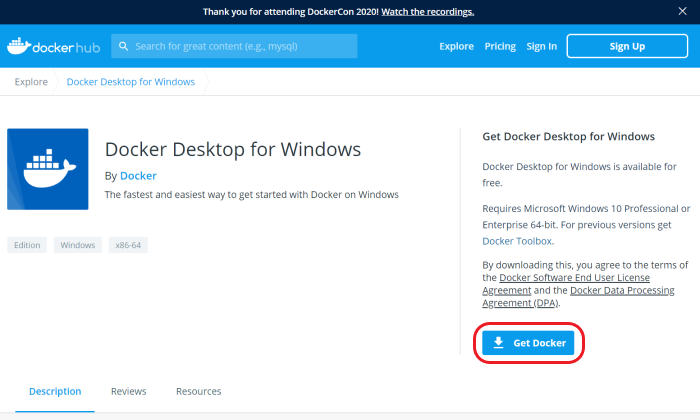 Thank you for attending DockerCon 2020! Watch the recordings.
dockerhub
Search for great content (e.g., mysql)
Explore
Pricing
Sign In
Sign Up
Explore
Docker Desktop for Windows
Docker Desktop for Windows
By Docker
The fastest and easiest way to get started with Docker on Windows
Edition
Windows
x86-64
Get Docker Desktop for Windows
Docker Desktop for Windows is available for
free.
Requires Microsoft Windows 10 Professional or
Enterprise 64-bit. For previous versions get
Docker Toolbox.
By downloading this, you agree to the terms of
the Docker Software End User License
Agreement and the Docker Data Processing
Agreement (DPA).
Get Docker
Description
Reviews
Resources